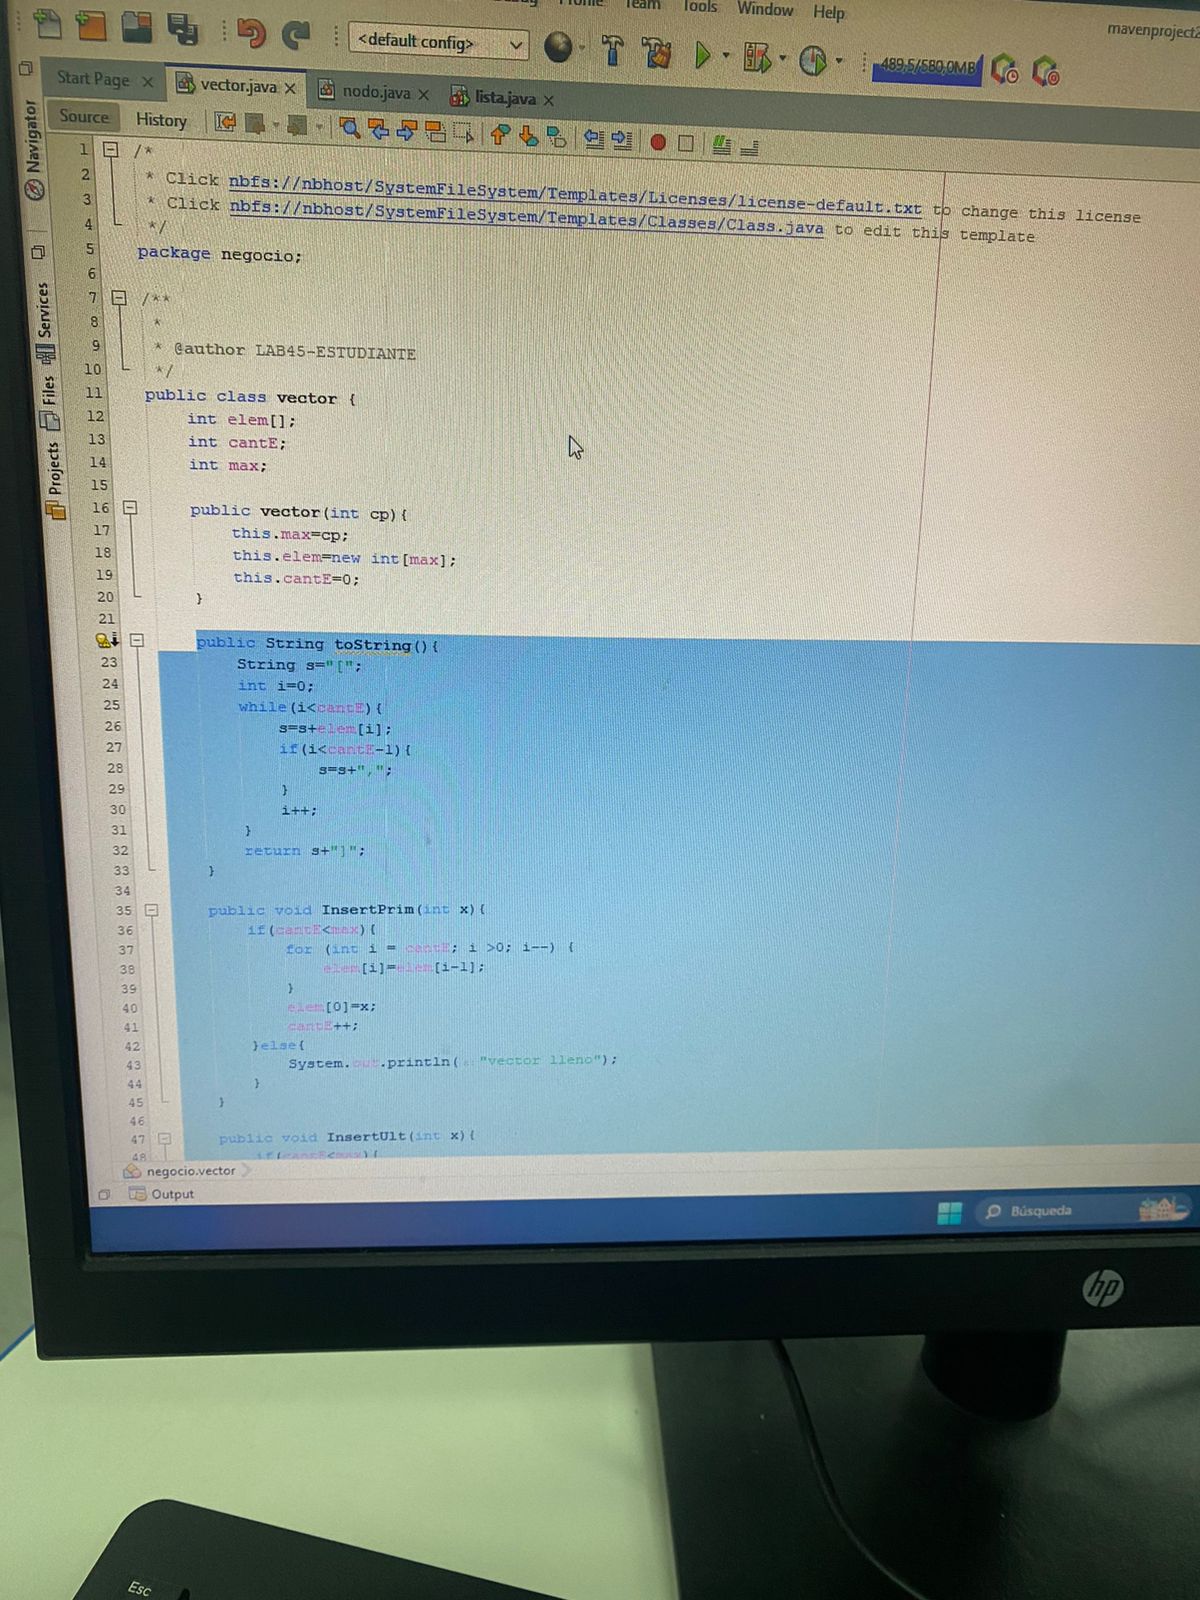 Team Tools Window Help
mavenproject2
<default config>
489,5/580,0MB
Start Page
vector.java
nodo.java
lista.java
Source
History
Navigator
Services
Files
Projects
1 /*
2 * Click nbfs://nbhost/SystemFileSystem/Templates/Licenses/license-default.txt to change this license
3 * Click nbfs://nbhost/SystemFileSystem/Templates/Classes/Class.java to edit this template
4 */
5 package negocio;
6
7 /**
8 *
9 * @author LAB45-ESTUDIANTE
10 */
11 public class vector {
12 int elem[];
13 int cantE;
14 int max;
15
16 public vector(int cp){
17 this.max=cp;
18 this.elem=new int[max];
19 this.cantE=0;
20 }
21
public String toString(){
23 String s="[";
24 int i=0;
25 while(i<cantE){
26 s=s+elem[i];
27 if(i<cantE-1){
28 s=s+",";
29 }
30 i++;
31 }
32 return s+"]";
33 }
34
35 public void InsertPrim(int x){
36 if(cantE<max){
37 for (int i = cantE; i >0; i--) {
38 elem[i]=elem[i-1];
39 }
40 elem[0]=x;
41 cantE++;
42 }else{
43 System.out.println( "vector lleno");
44 }
45 }
46
47 public void InsertUlt(int x){
48 if(cantE<max){
negocio.vector
Output
Búsqueda
hp
Esc